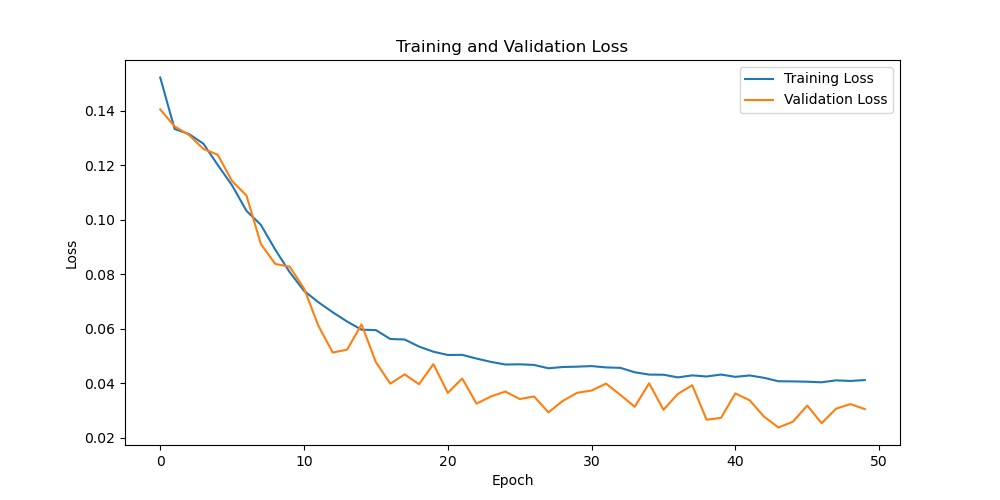 Training and Validation Loss
Training Loss
Validation Loss
0.14
0.12
0.10
0.08
0.06
0.04
0.02
Loss
0 10 20 30 40 50
Epoch